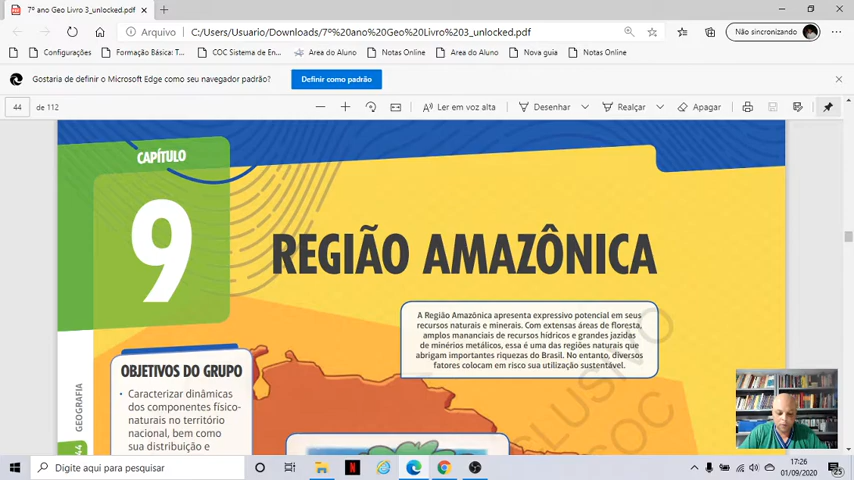 7º ano Geo Livro 3_unlocked.pdf
Arquivo
C:/Users/Usuario/Downloads/7º%20ano%20Geo%20Livro%203_unlocked.pdf
Não sincronizando
Configurações
Formação Básica: T...
COC Sistema de En...
Area do Aluno
Notas Online
Area do Aluno
Nova guia
Notas Online
Gostaria de definir o Microsoft Edge como seu navegador padrão?
Definir como padrão
44
de 112
Ler em voz alta
Desenhar
Realçar
Apagar
CAPÍTULO
9
REGIÃO AMAZÔNICA
A Região Amazônica apresenta expressivo potencial em seus
recursos naturais e minerais. Com extensas áreas de floresta,
amplos mananciais de recursos hídricos e grandes jazidas
de minérios metálicos, essa é uma das regiões naturais que
abrigam importantes riquezas do Brasil. No entanto, diversos
fatores colocam em risco sua utilização sustentável.
OBJETIVOS DO GRUPO
• Caracterizar dinâmicas
dos componentes físico-
naturais no território
nacional, bem como
sua distribuição e
GEOGRAFIA
44
COC
Digite aqui para pesquisar
17:26
01/09/2020
25